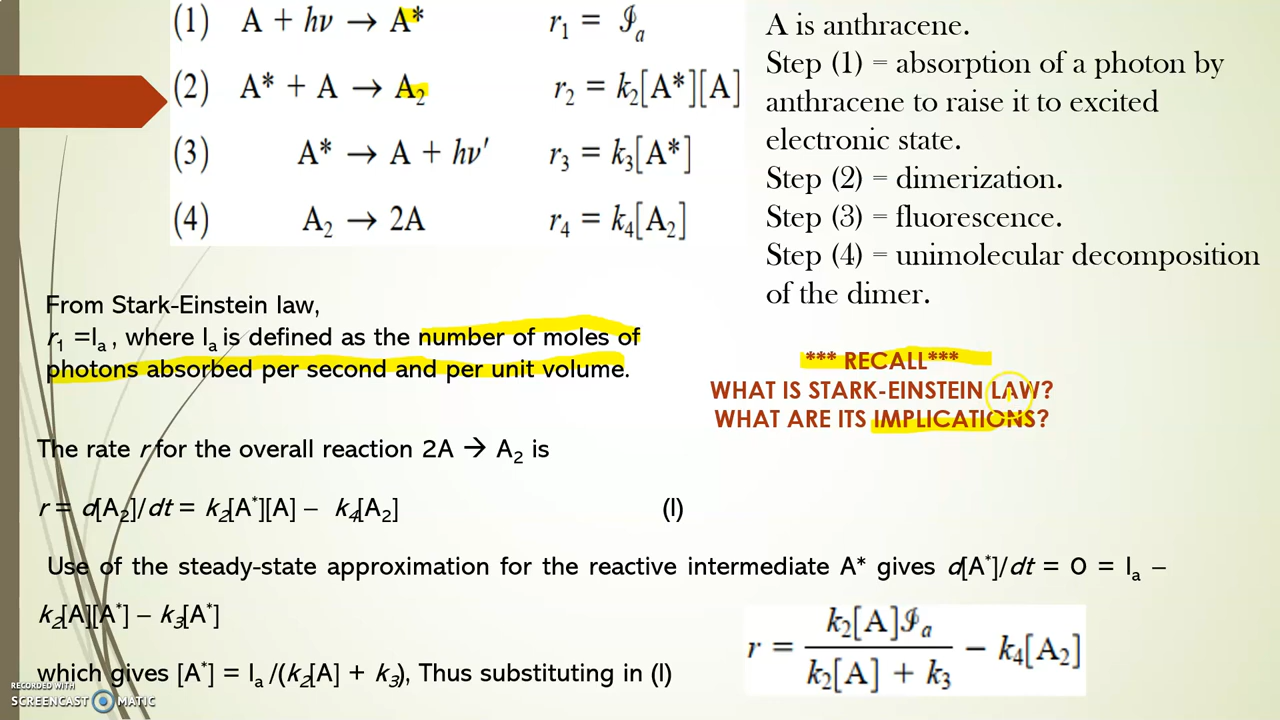 (1) A + hν → A* r₁ = ℐₐ
(2) A* + A → A₂ r₂ = k₂[A*][A]
(3) A* → A + hν′ r₃ = k₃[A*]
(4) A₂ → 2A r₄ = k₄[A₂]
A is anthracene.
Step (1) = absorption of a photon by
anthracene to raise it to excited
electronic state.
Step (2) = dimerization.
Step (3) = fluorescence.
Step (4) = unimolecular decomposition
of the dimer.
From Stark-Einstein law,
r₁ =Iₐ , where Iₐ is defined as the number of moles of
photons absorbed per second and per unit volume.
*** RECALL***
WHAT IS STARK-EINSTEIN LAW?
WHAT ARE ITS IMPLICATIONS?
The rate r for the overall reaction 2A → A₂ is
r = d[A₂]/dt = k₂[A*][A] – k₄[A₂] (I)
Use of the steady-state approximation for the reactive intermediate A* gives d[A*]/dt = 0 = Iₐ –
k₂[A][A*] – k₃[A*]
which gives [A*] = Iₐ /(k₂[A] + k₃), Thus substituting in (I)
r = k₂[A]ℐₐ / k₂[A] + k₃ − k₄[A₂]
RECORDED WITH
SCREENCAST MATIC